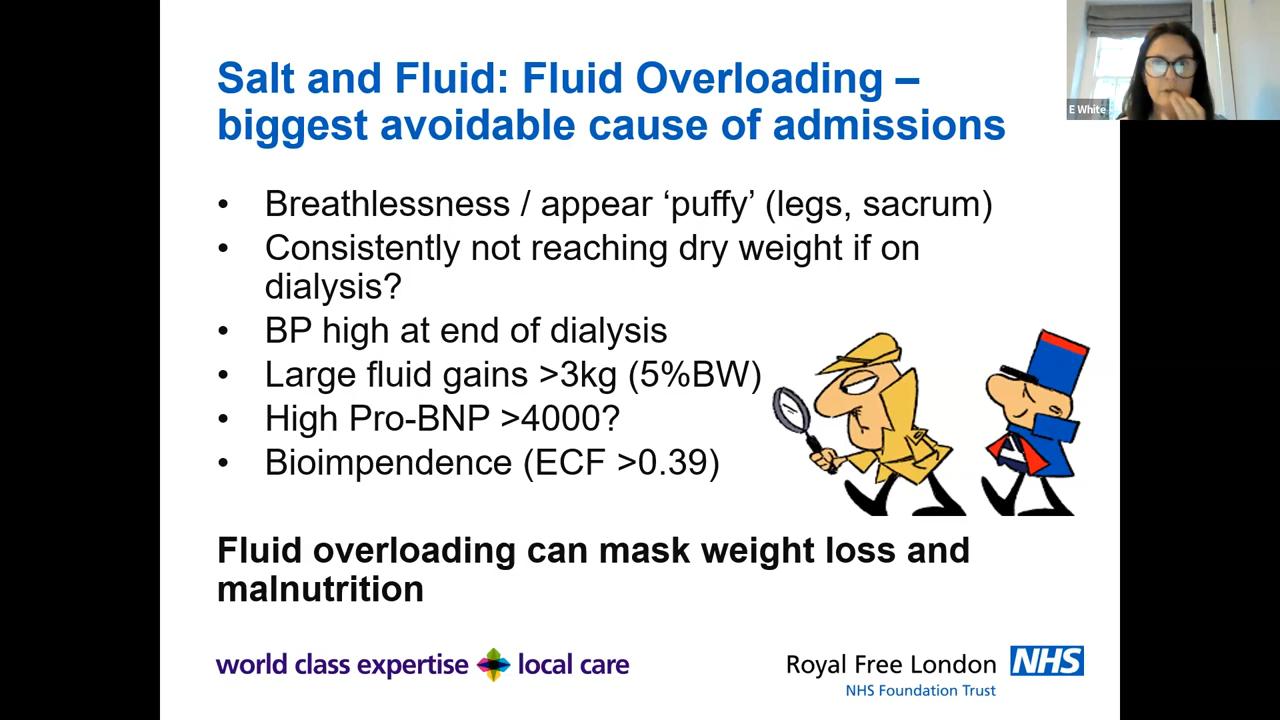 Salt and Fluid: Fluid Overloading –
biggest avoidable cause of admissions
E White
• Breathlessness / appear ‘puffy’ (legs, sacrum)
• Consistently not reaching dry weight if on
dialysis?
• BP high at end of dialysis
• Large fluid gains >3kg (5%BW)
• High Pro-BNP >4000?
• Bioimpendence (ECF >0.39)
Fluid overloading can mask weight loss and
malnutrition
world class expertise local care
Royal Free London NHS
NHS Foundation Trust